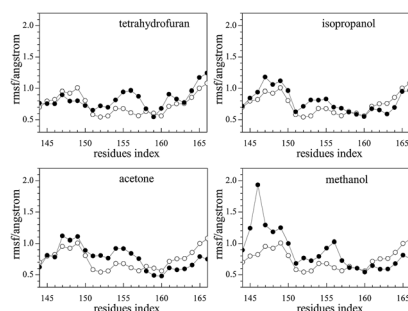 tetrahydrofuran
isopropanol
rmsf/angstrom
2.0
1.5
1.0
0.5
145 150 155 160 165
residues index
rmsf/angstrom
2.0
1.5
1.0
0.5
145 150 155 160 165
residues index
acetone
methanol
rmsf/angstrom
2.0
1.5
1.0
0.5
145 150 155 160 165
residues index
rmsf/angstrom
2.0
1.5
1.0
0.5
145 150 155 160 165
residues index